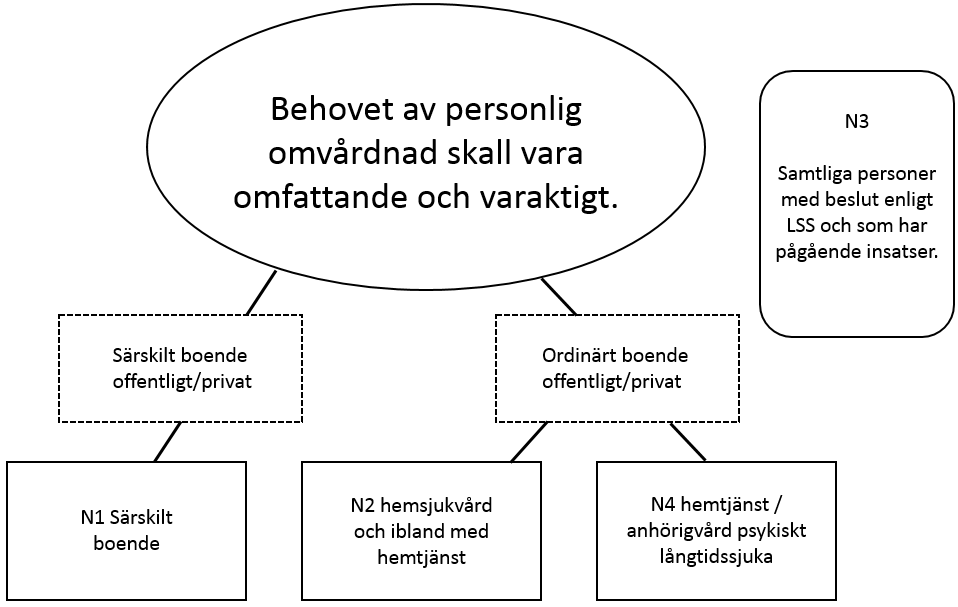 Behovet av personlig
omvårdnad skall vara
omfattande och varaktigt.
N3
Samtliga personer
med beslut enligt
LSS och som har
pågående insatser.
Särskilt boende
offentligt/privat
Ordinärt boende
offentligt/privat
N1 Särskilt
boende
N2 hemsjukvård
och ibland med
hemtjänst
N4 hemtjänst /
anhörigvård psykiskt
långtidssjuka